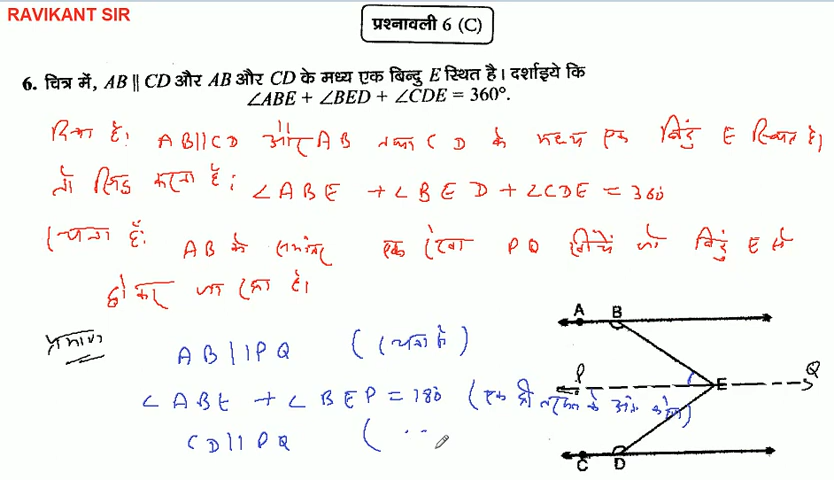 RAVIKANT SIR
प्रश्नावली 6 (C)
6. चित्र में, AB || CD और AB और CD के मध्य एक बिन्दु E स्थित है। दर्शाइये कि
∠ABE + ∠BED + ∠CDE = 360°.
दिया है: AB||CD और AB तथा CD के मध्य एक बिंदु E स्थित है।
तो सिद्ध करना है: ∠ABE + ∠BED + ∠CDE = 360
रचना है: AB के समांतर एक रेखा PQ खींचें जो बिंदु E से
होकर जा रहा है।
प्रमाण
AB||PQ (रचना से)
∠ABE + ∠BEP = 180 (एक ही तरफ के अंतः कोण)
CD||PQ (
A B
P E Q
C D